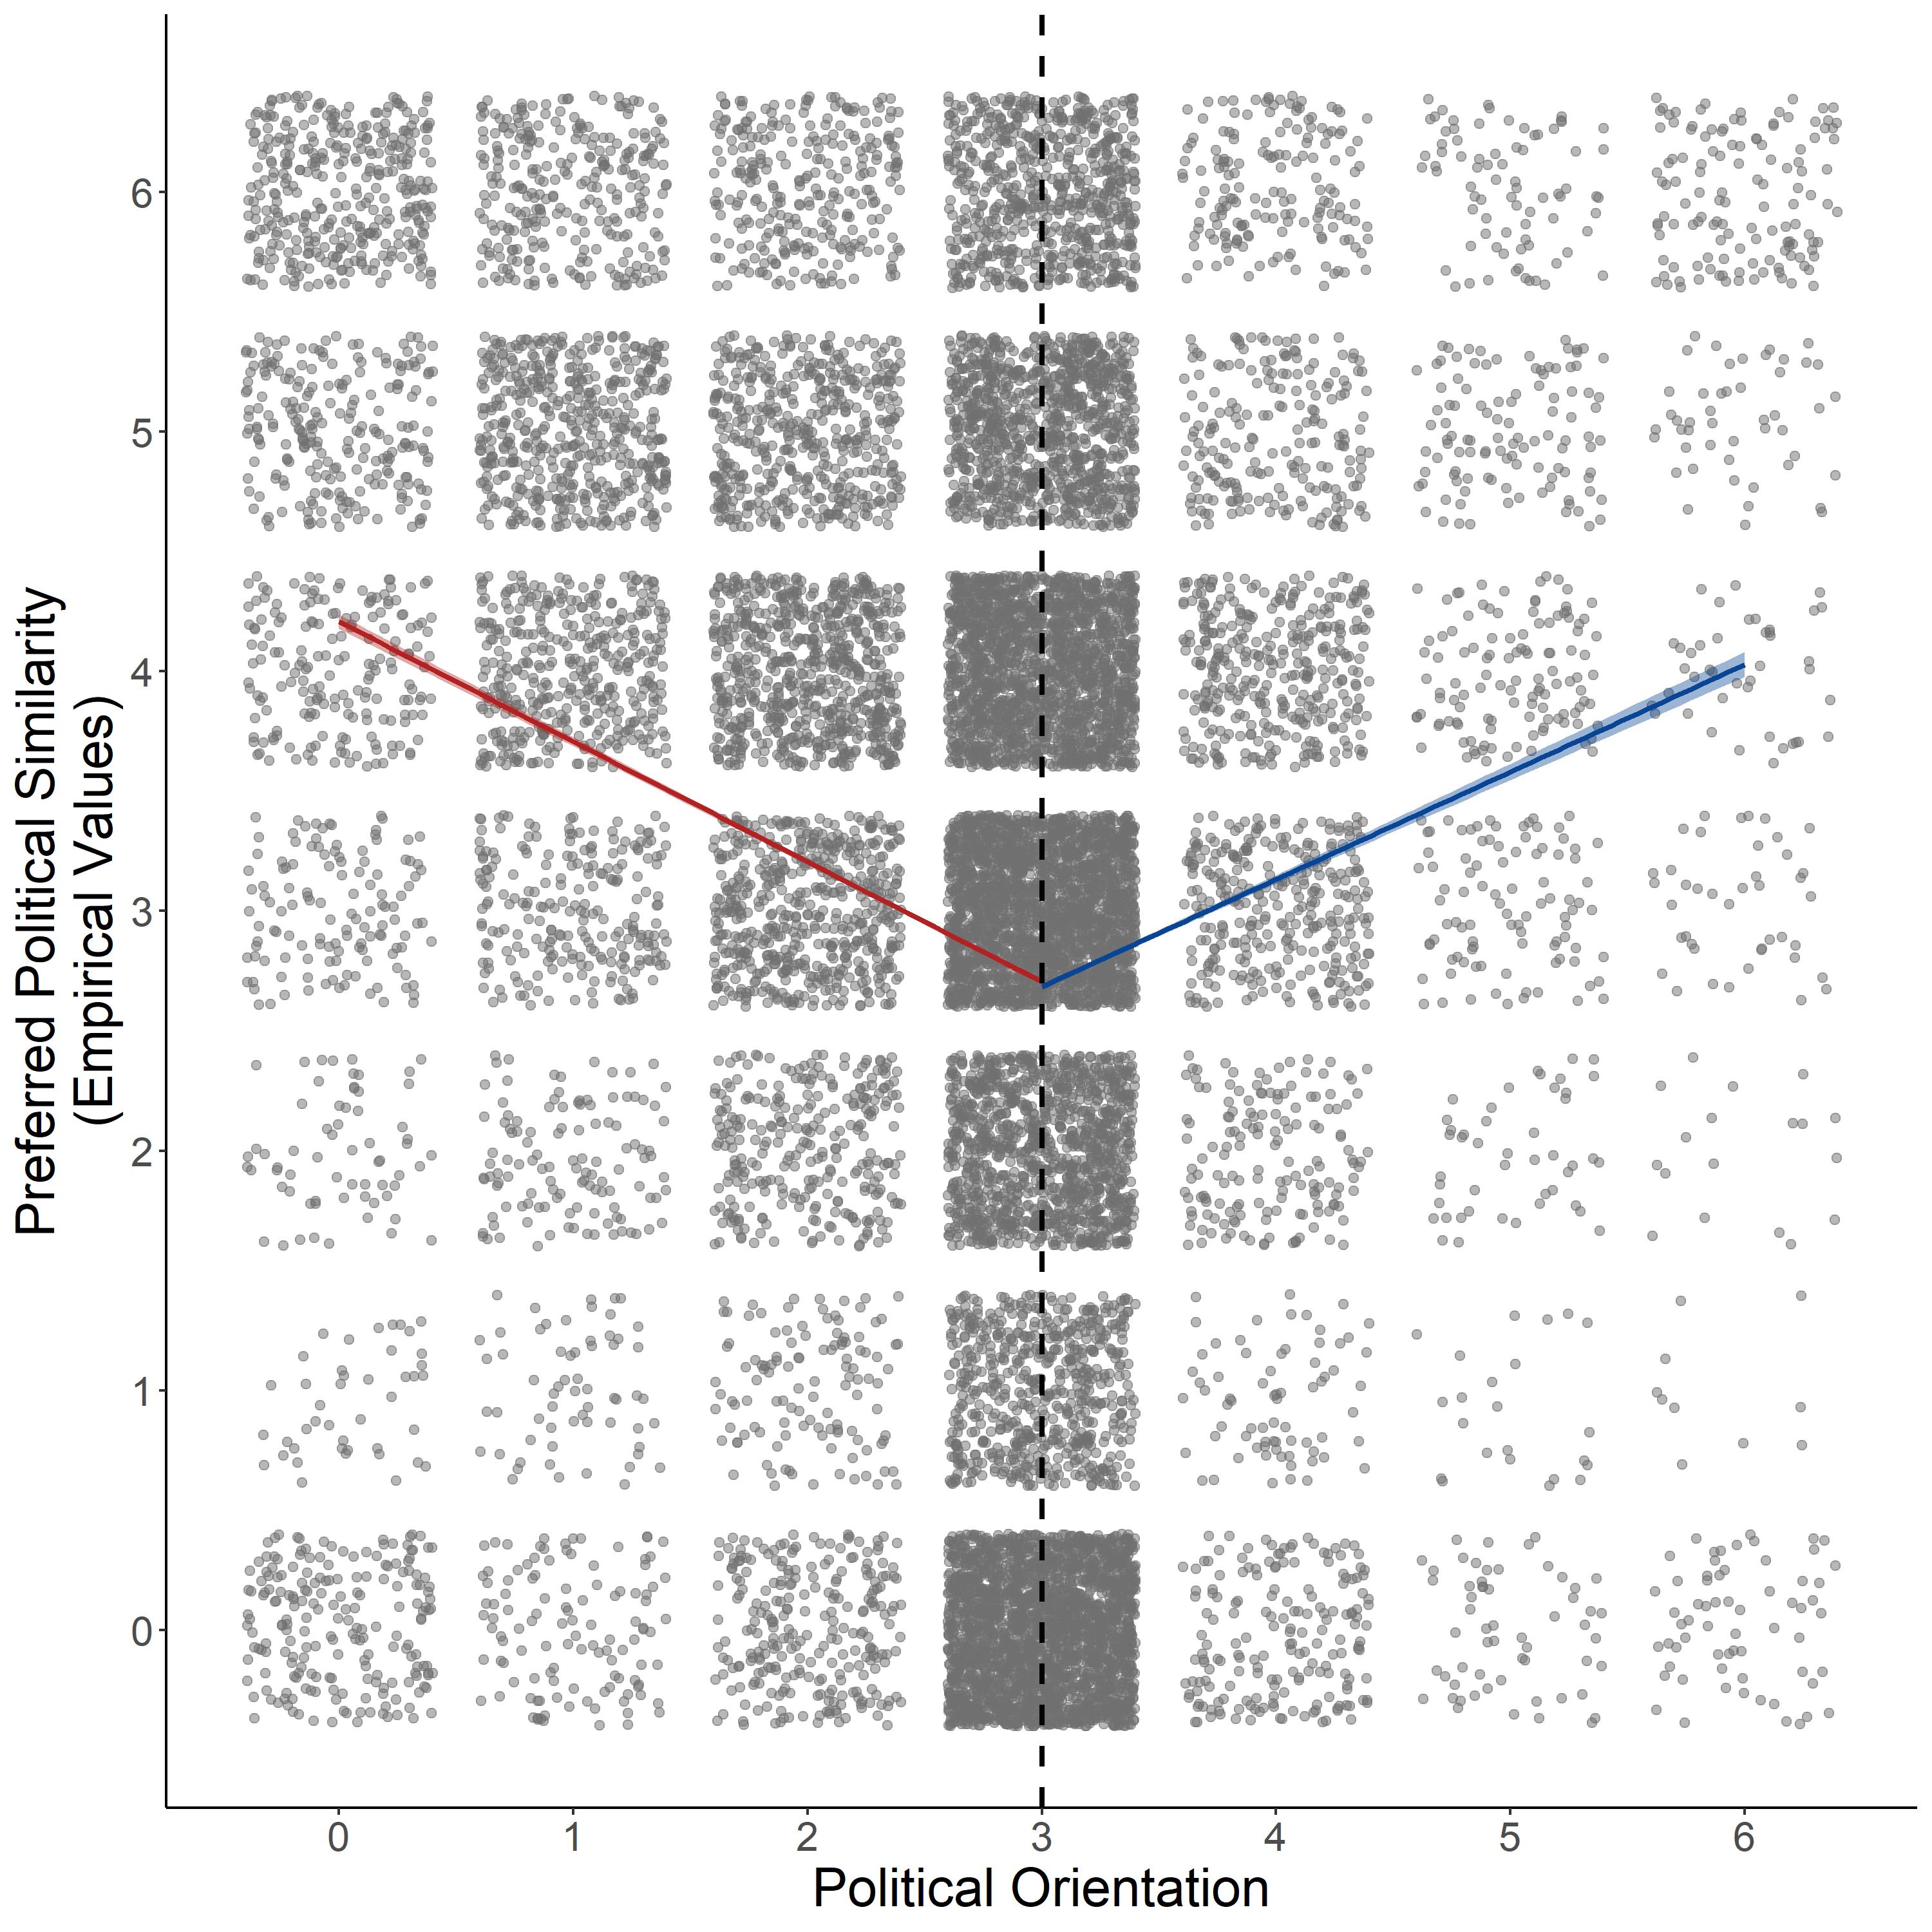 Preferred Political Similarity
(Empirical Values)
6
5
4
3
2
1
0
0 1 2 3 4 5 6
Political Orientation